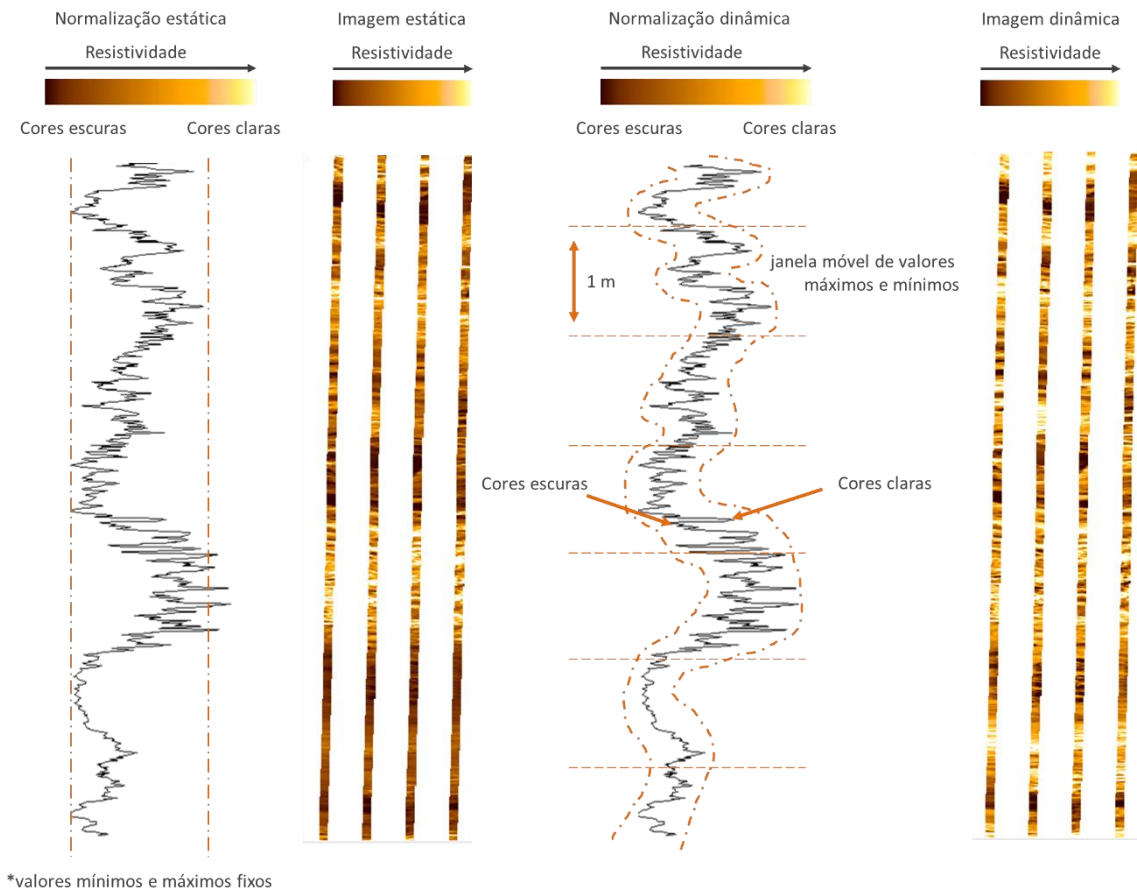 Normalização estática
Imagem estática
Normalização dinâmica
Imagem dinâmica
Resistividade
Resistividade
Resistividade
Resistividade
Cores escuras
Cores claras
Cores escuras
Cores claras
1 m
janela móvel de valores
máximos e mínimos
Cores escuras
Cores claras
*valores mínimos e máximos fixos